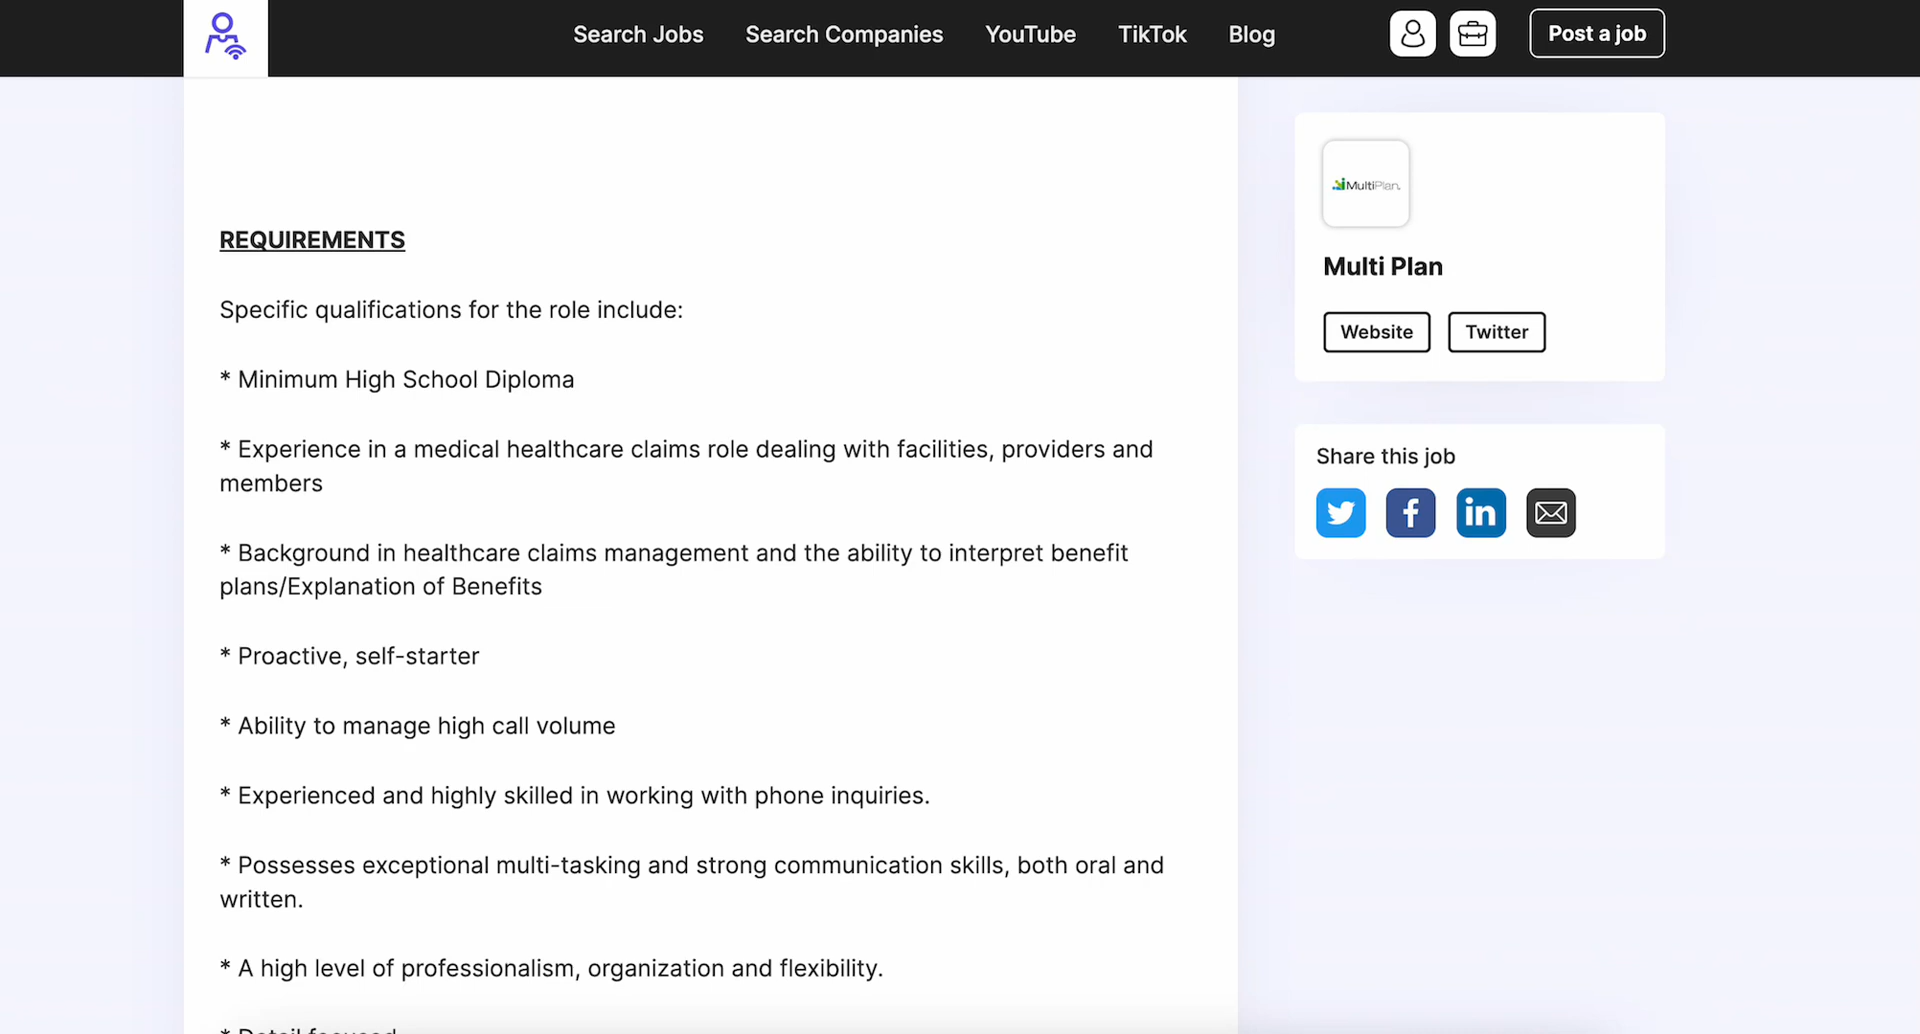 Search Jobs Search Companies YouTube TikTok Blog Post a job
REQUIREMENTS
Specific qualifications for the role include:
* Minimum High School Diploma
* Experience in a medical healthcare claims role dealing with facilities, providers and
members
* Background in healthcare claims management and the ability to interpret benefit
plans/Explanation of Benefits
* Proactive, self-starter
* Ability to manage high call volume
* Experienced and highly skilled in working with phone inquiries.
* Possesses exceptional multi-tasking and strong communication skills, both oral and
written.
* A high level of professionalism, organization and flexibility.
* Detail focused
MultiPlan.
Multi Plan
Website Twitter
Share this job